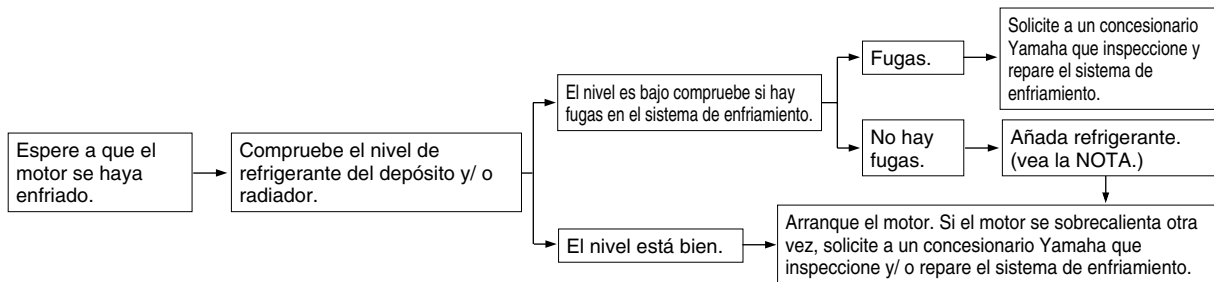 Espere a que el
motor se haya
enfriado.
Compruebe el nivel de
refrigerante del depósito y/ o
radiador.
El nivel es bajo compruebe si hay
fugas en el sistema de enfriamiento.
Fugas.
Solicite a un concesionario
Yamaha que inspeccione y
repare el sistema de
enfriamiento.
No hay
fugas.
Añada refrigerante.
(vea la NOTA.)
El nivel está bien.
Arranque el motor. Si el motor se sobrecalienta otra
vez, solicite a un concesionario Yamaha que
inspeccione y/ o repare el sistema de enfriamiento.